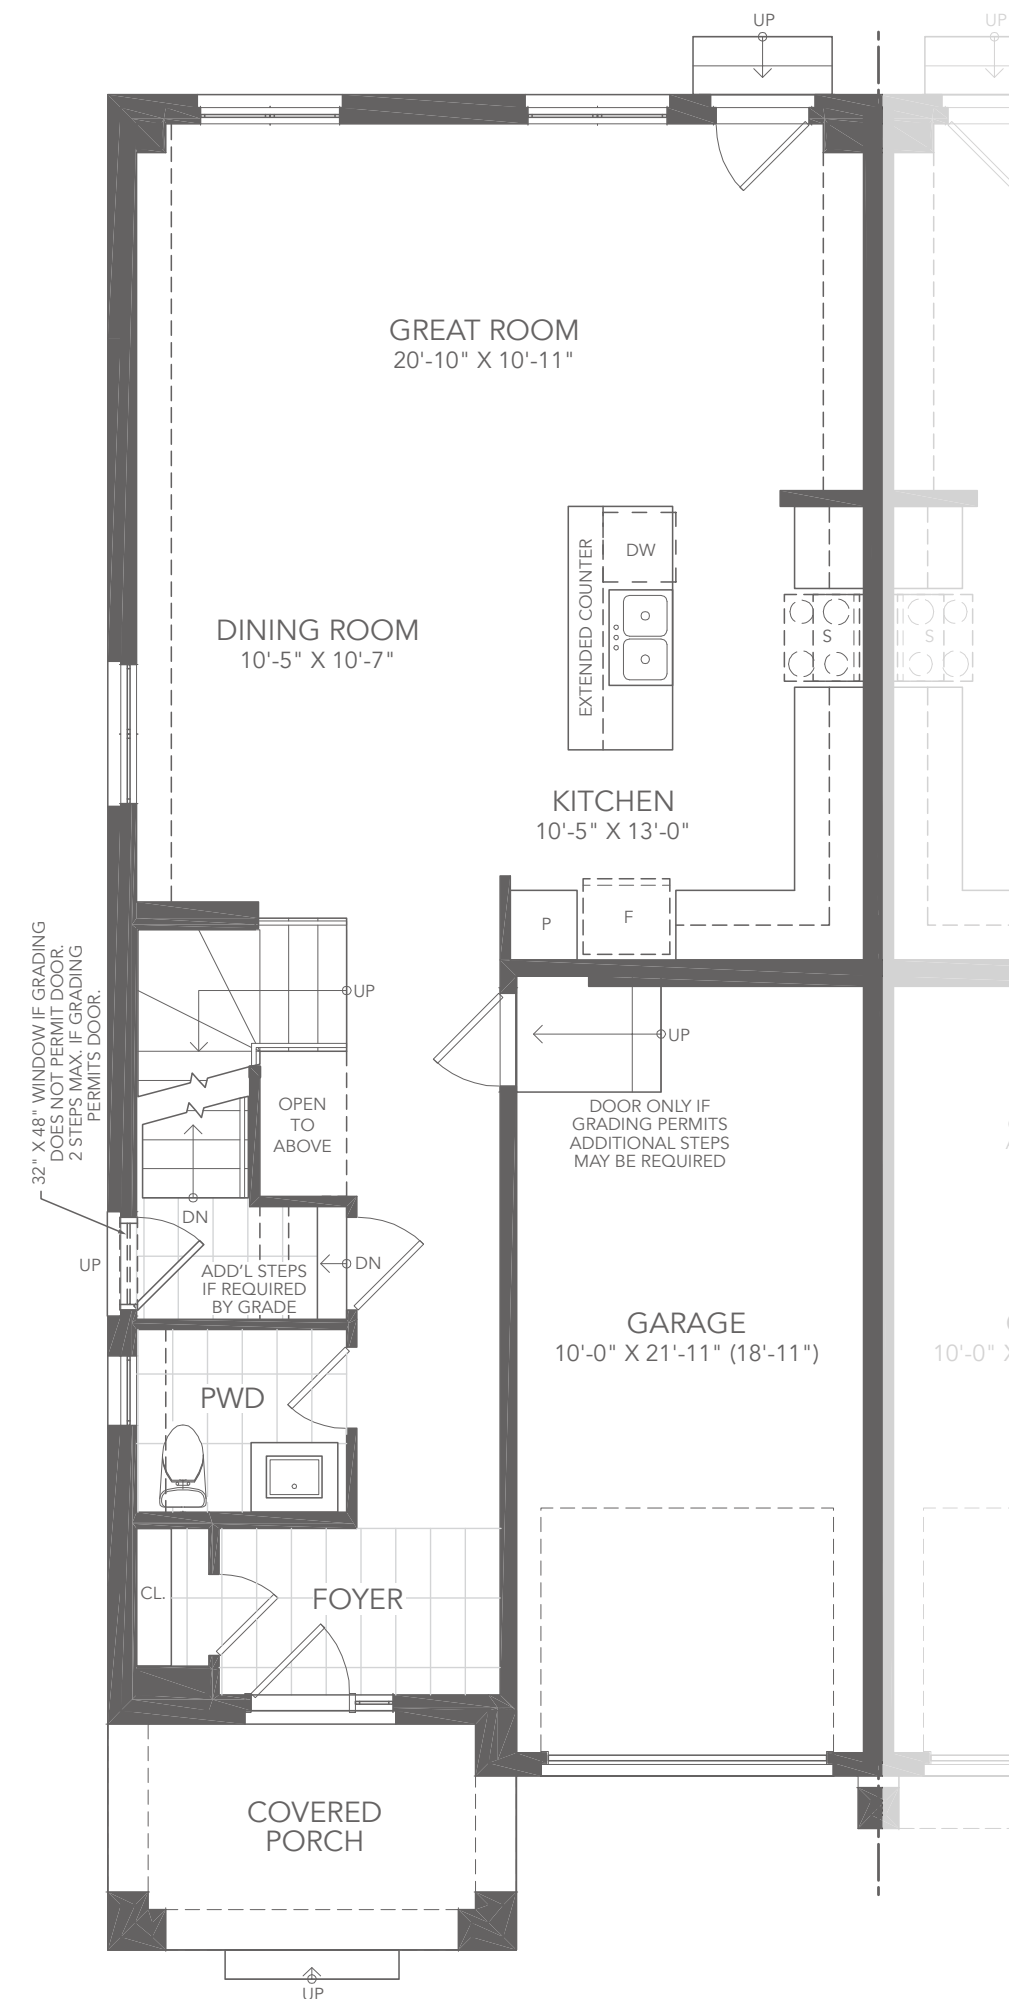 UP
UP
GREAT ROOM
20'-10" X 10'-11"
EXTENDED COUNTER
DW
S
S
DINING ROOM
10'-5" X 10'-7"
KITCHEN
10'-5" X 13'-0"
P
F
32" X 48" WINDOW IF GRADING
DOES NOT PERMIT DOOR.
2 STEPS MAX. IF GRADING
PERMITS DOOR.
UP
UP
OPEN
TO
ABOVE
DOOR ONLY IF
GRADING PERMITS
ADDITIONAL STEPS
MAY BE REQUIRED
DN
UP
DN
ADD'L STEPS
IF REQUIRED
BY GRADE
GARAGE
10'-0" X 21'-11" (18'-11")
10'-0" X
PWD
CL.
FOYER
COVERED
PORCH
UP